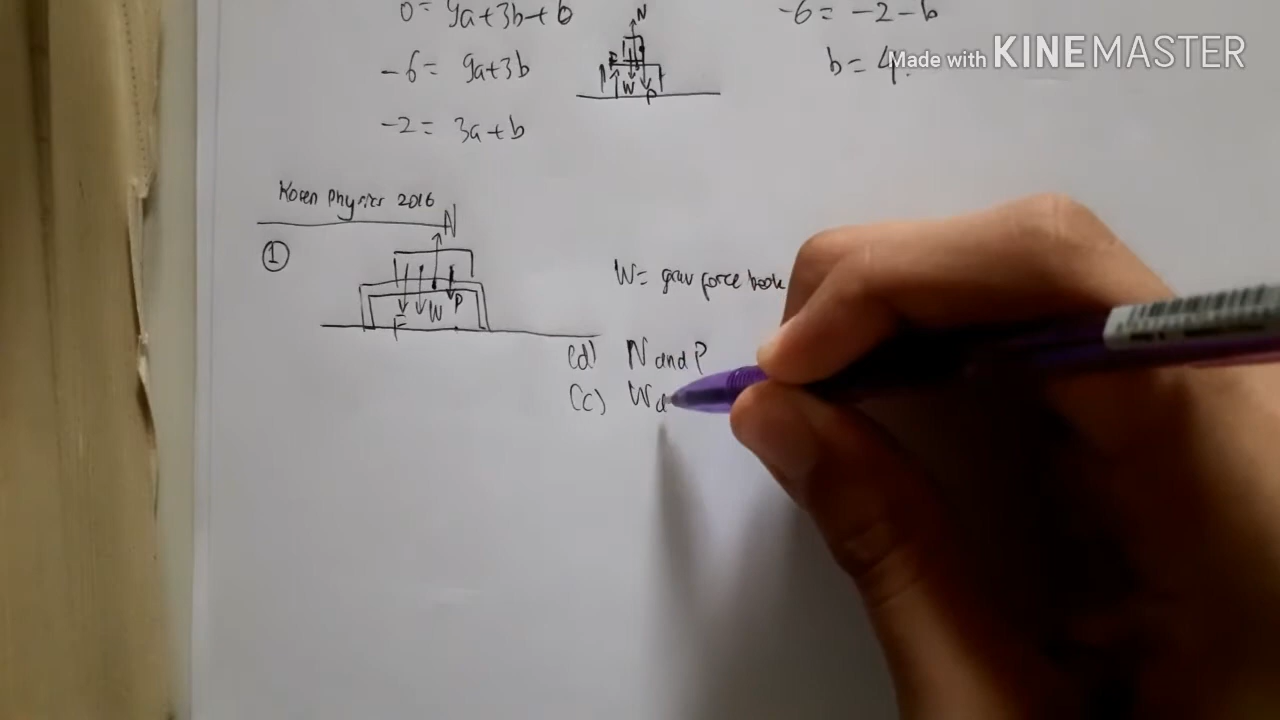 0 = 9a+3b+6
-6 = 9a+3b
-2 = 3a+b
-6 = -2-b
b = 4.
Made with KINEMASTER
N
W
P
Kosen Physics 2016
①
N
F W P
W = grav force book
(d) N and P
(c) W a